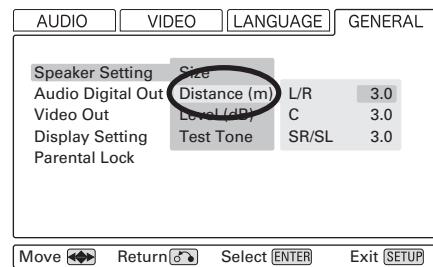 AUDIO VIDEO LANGUAGE GENERAL
Speaker Setting Size
Audio Digital Out Distance (m) L/R 3.0
Video Out Level (dB) C 3.0
Display Setting Test Tone SR/SL 3.0
Parental Lock
Move Return Select ENTER Exit SETUP